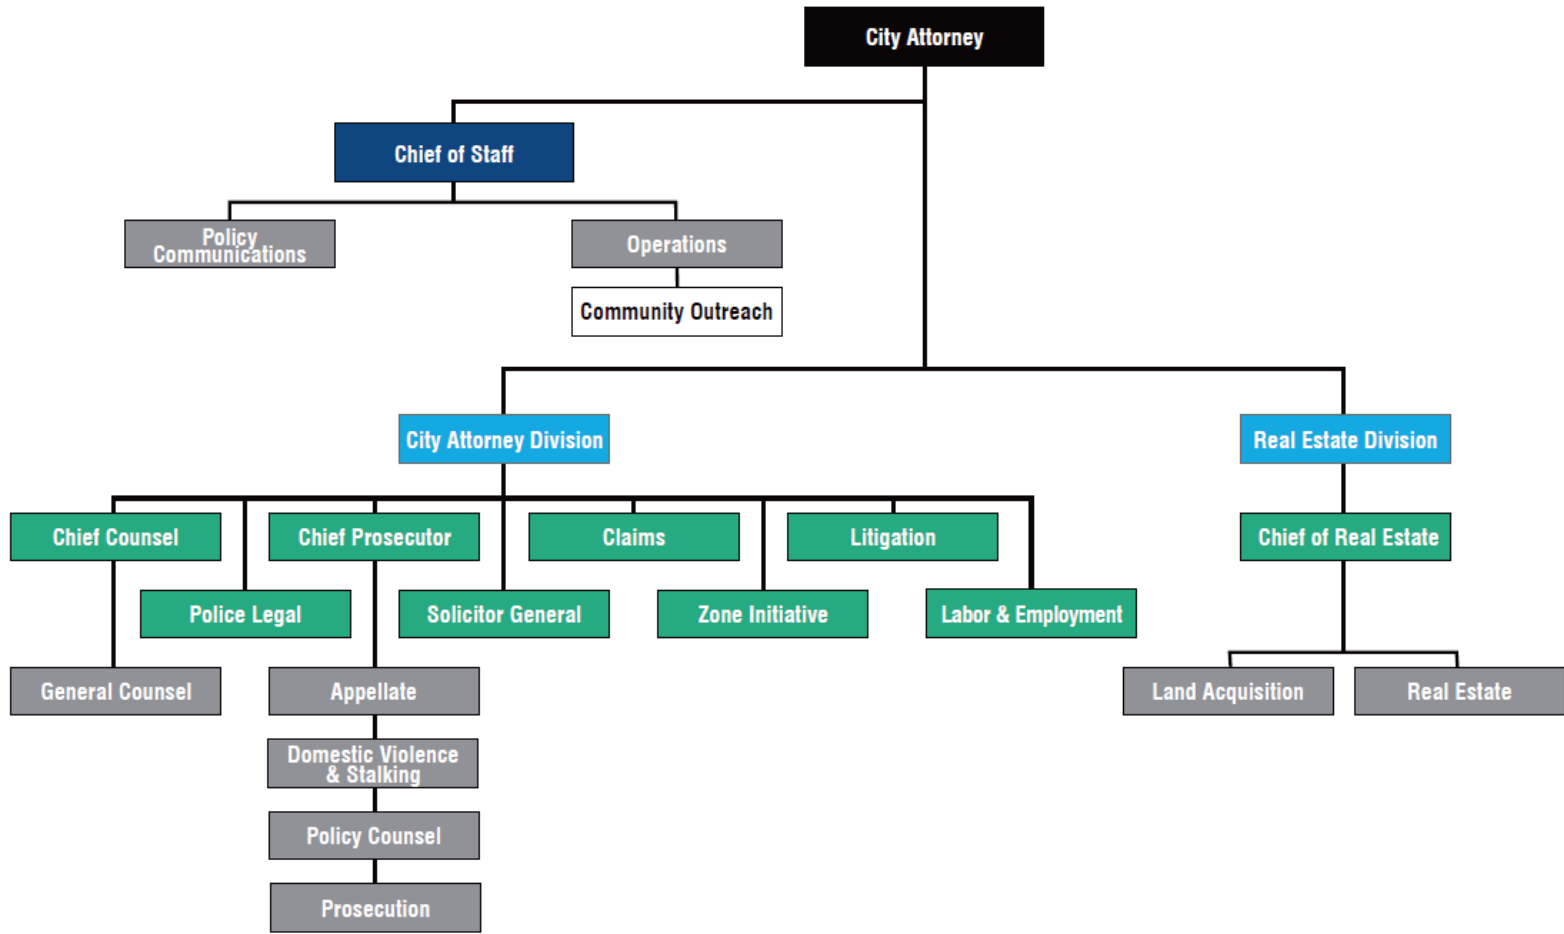 City Attorney
Chief of Staff
Policy
Communications
Operations
Community Outreach
City Attorney Division
Real Estate Division
Chief Counsel
Chief Prosecutor
Claims
Litigation
Chief of Real Estate
Police Legal
Solicitor General
Zone Initiative
Labor & Employment
General Counsel
Appellate
Land Acquisition
Real Estate
Domestic Violence
& Stalking
Policy Counsel
Prosecution